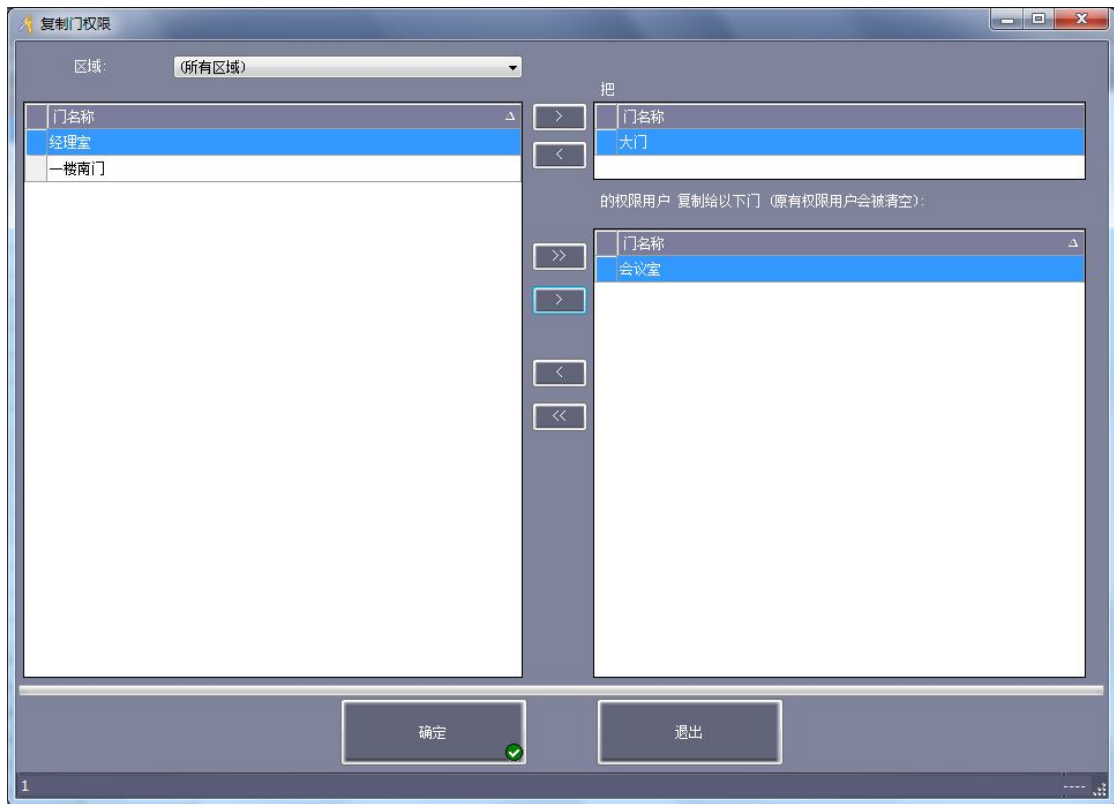 复制门权限
区域: (所有区域)
把
门名称
经理室
一楼南门
>
<
门名称
大门
的权限用户 复制给以下门（原有权限用户会被清空）:
>>
>
<
<<
门名称
会议室
确定
退出
1
----